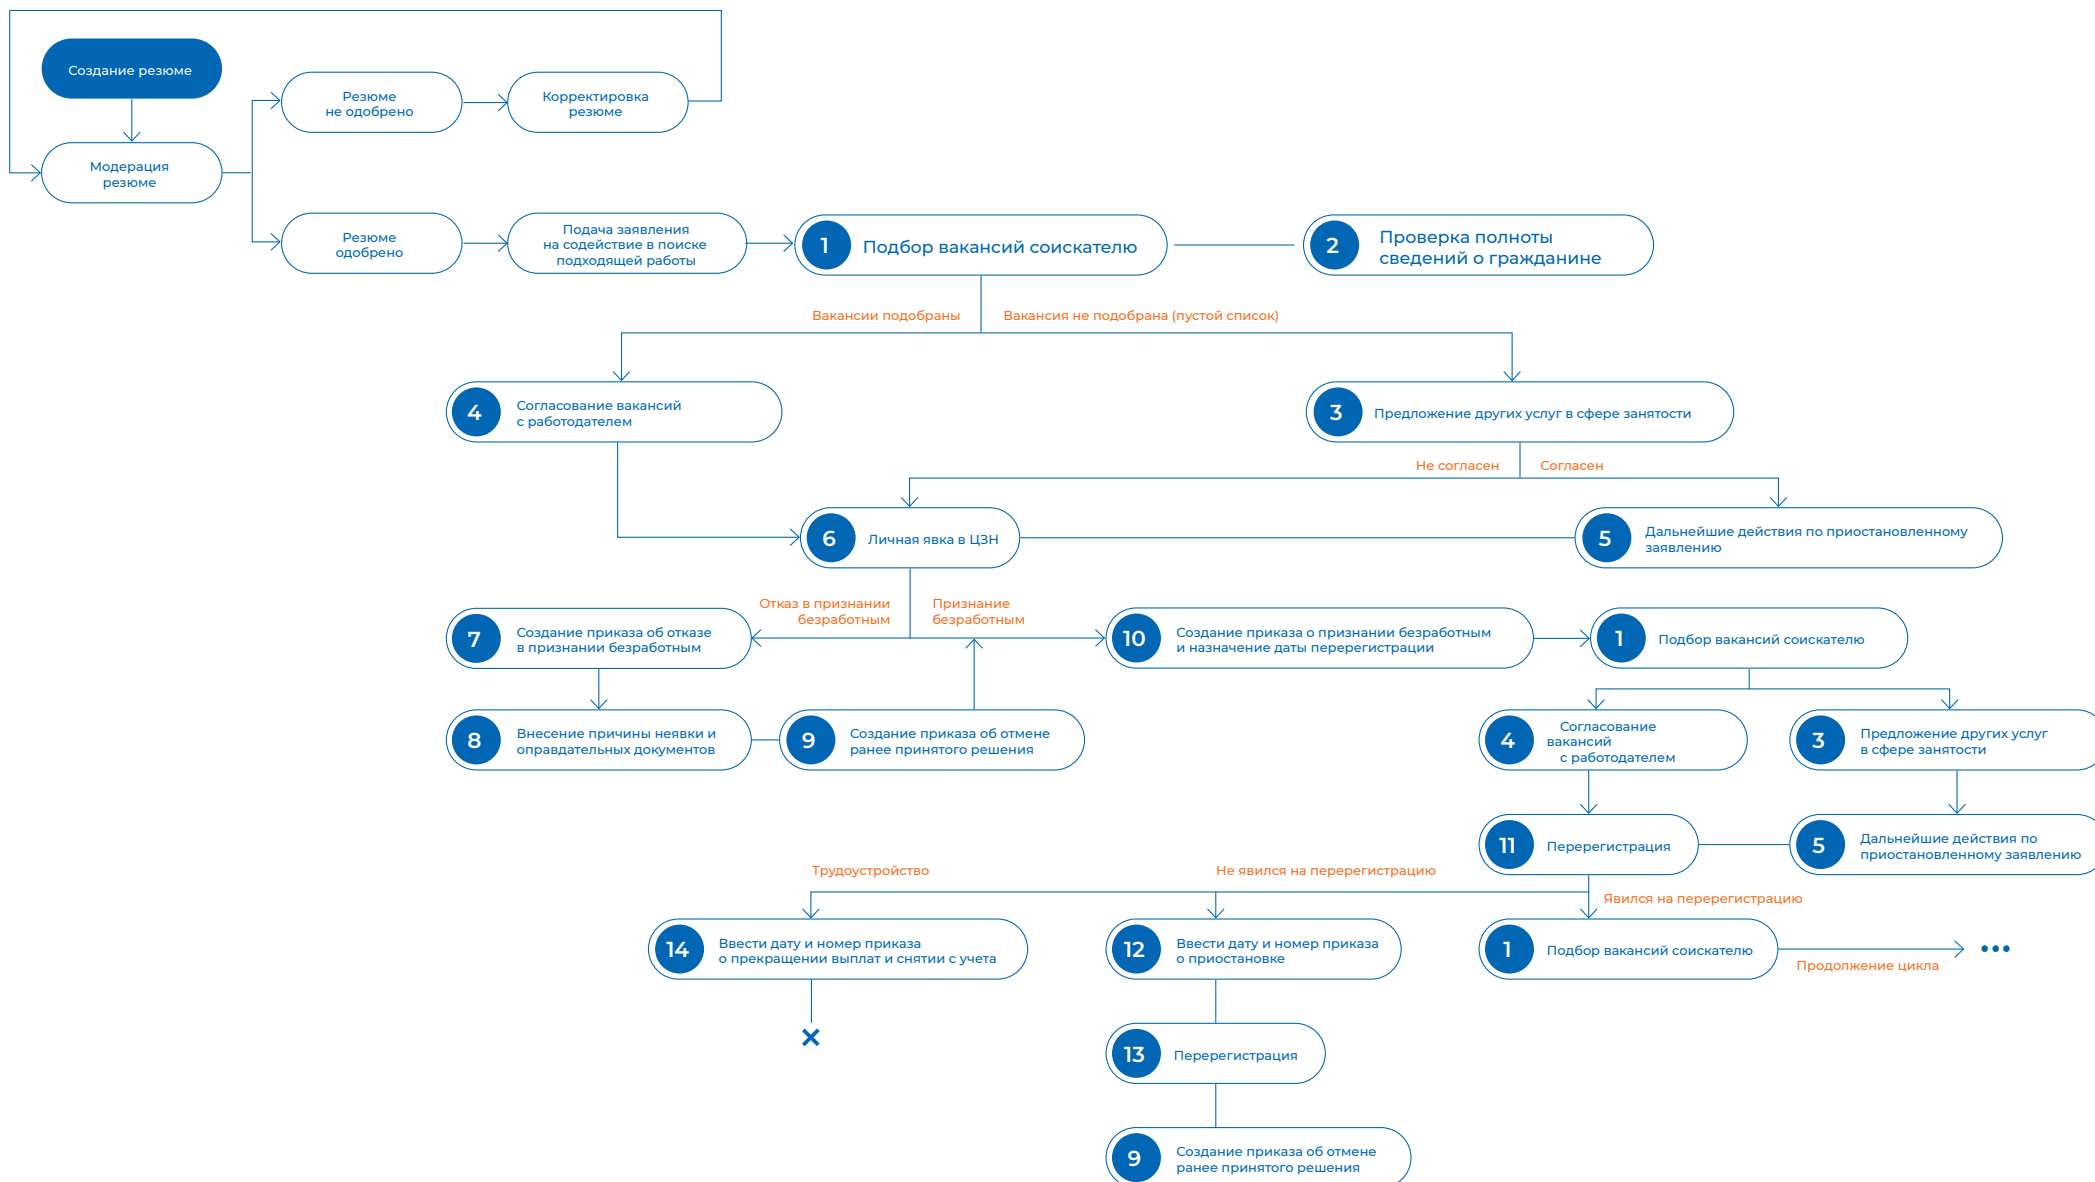 Создание резюме
Резюме
не одобрено
Корректировка
резюме
Модерация
резюме
Резюме
одобрено
Подача заявления
на содействие в поиске
подходящей работы
1
Подбор вакансий соискателю
2
Проверка полноты
сведений о гражданине
Вакансии подобраны
Вакансия не подобрана (пустой список)
4
Согласование вакансий
с работодателем
3
Предложение других услуг в сфере занятости
Не согласен
Согласен
6
Личная явка в ЦЗН
5
Дальнейшие действия по приостановленному
заявлению
Отказ в признании
безработным
Признание
безработным
7
Создание приказа об отказе
в признании безработным
10
Создание приказа о признании безработным
и назначение даты перерегистрации
1
Подбор вакансий соискателю
8
Внесение причины неявки и
оправдательных документов
9
Создание приказа об отмене
ранее принятого решения
4
Согласование
вакансий
с работодателем
3
Предложение других услуг
в сфере занятости
11
Перерегистрация
5
Дальнейшие действия по
приостановленному заявлению
Трудоустройство
Не явился на перерегистрацию
Явился на перерегистрацию
14
Ввести дату и номер приказа
о прекращении выплат и снятии с учета
12
Ввести дату и номер приказа
о приостановке
1
Подбор вакансий соискателю
Продолжение цикла
•••
13
Перерегистрация
9
Создание приказа об отмене
ранее принятого решения